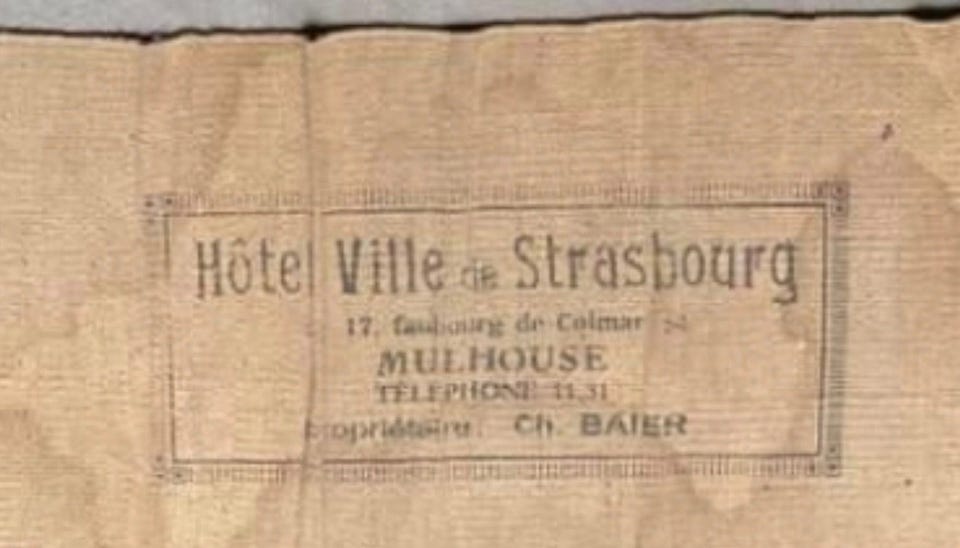 Hôtel Ville de Strasbourg
17, faubourg de Colmar
MULHOUSE
TÉLÉPHONE 11.31
propriétaire: Ch. BAIER